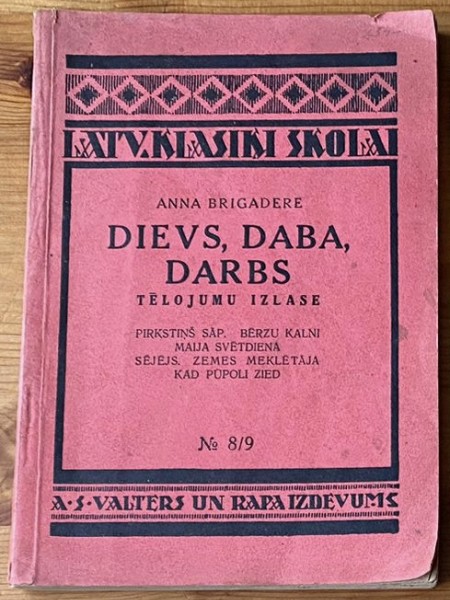 LATV. KLASIĶI SKOLAI
ANNA BRIGADERE
DIEVS, DABA,
DARBS
TĒLOJUMU IZLASE
PIRKSTIŅŠ SĀP. BĒRZU KALNI
MAIJA SVĒTDIENĀ
SĒJĒJS. ZEMES MEKLĒTĀJA
KAD PŪPOLI ZIED
№ 8/9
A·S·VALTERS UN RAPA IZDEVUMS